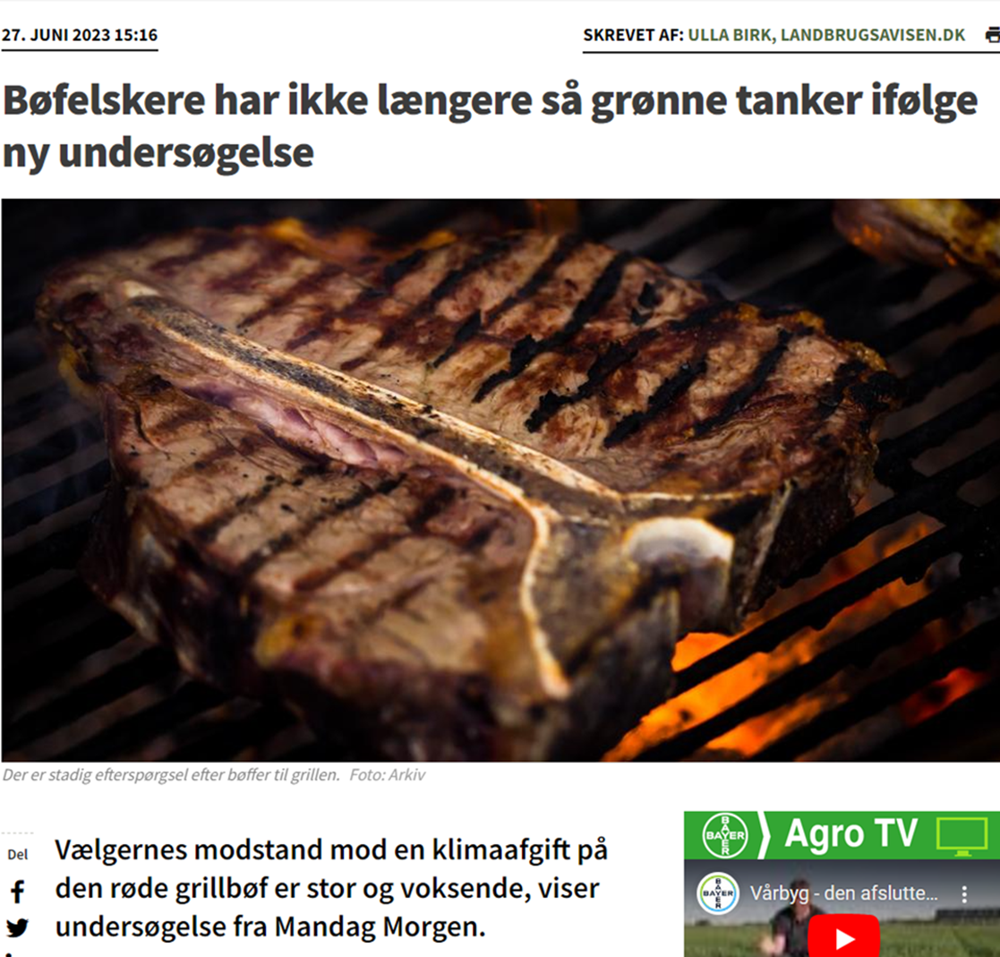 27. JUNI 2023 15:16
SKREVET AF: ULLA BIRK, LANDBRUGSAVISEN.DK
Bøfelskere har ikke længere så grønne tanker ifølge
ny undersøgelse
Der er stadig efterspørgsel efter bøffer til grillen. Foto: Arkiv
Del
Vælgernes modstand mod en klimaafgift på
den røde grillbøf er stor og voksende, viser
undersøgelse fra Mandag Morgen.
BAYER
BAYER
Agro TV
BAYER
BAYER
Vårbyg - den afslutte...